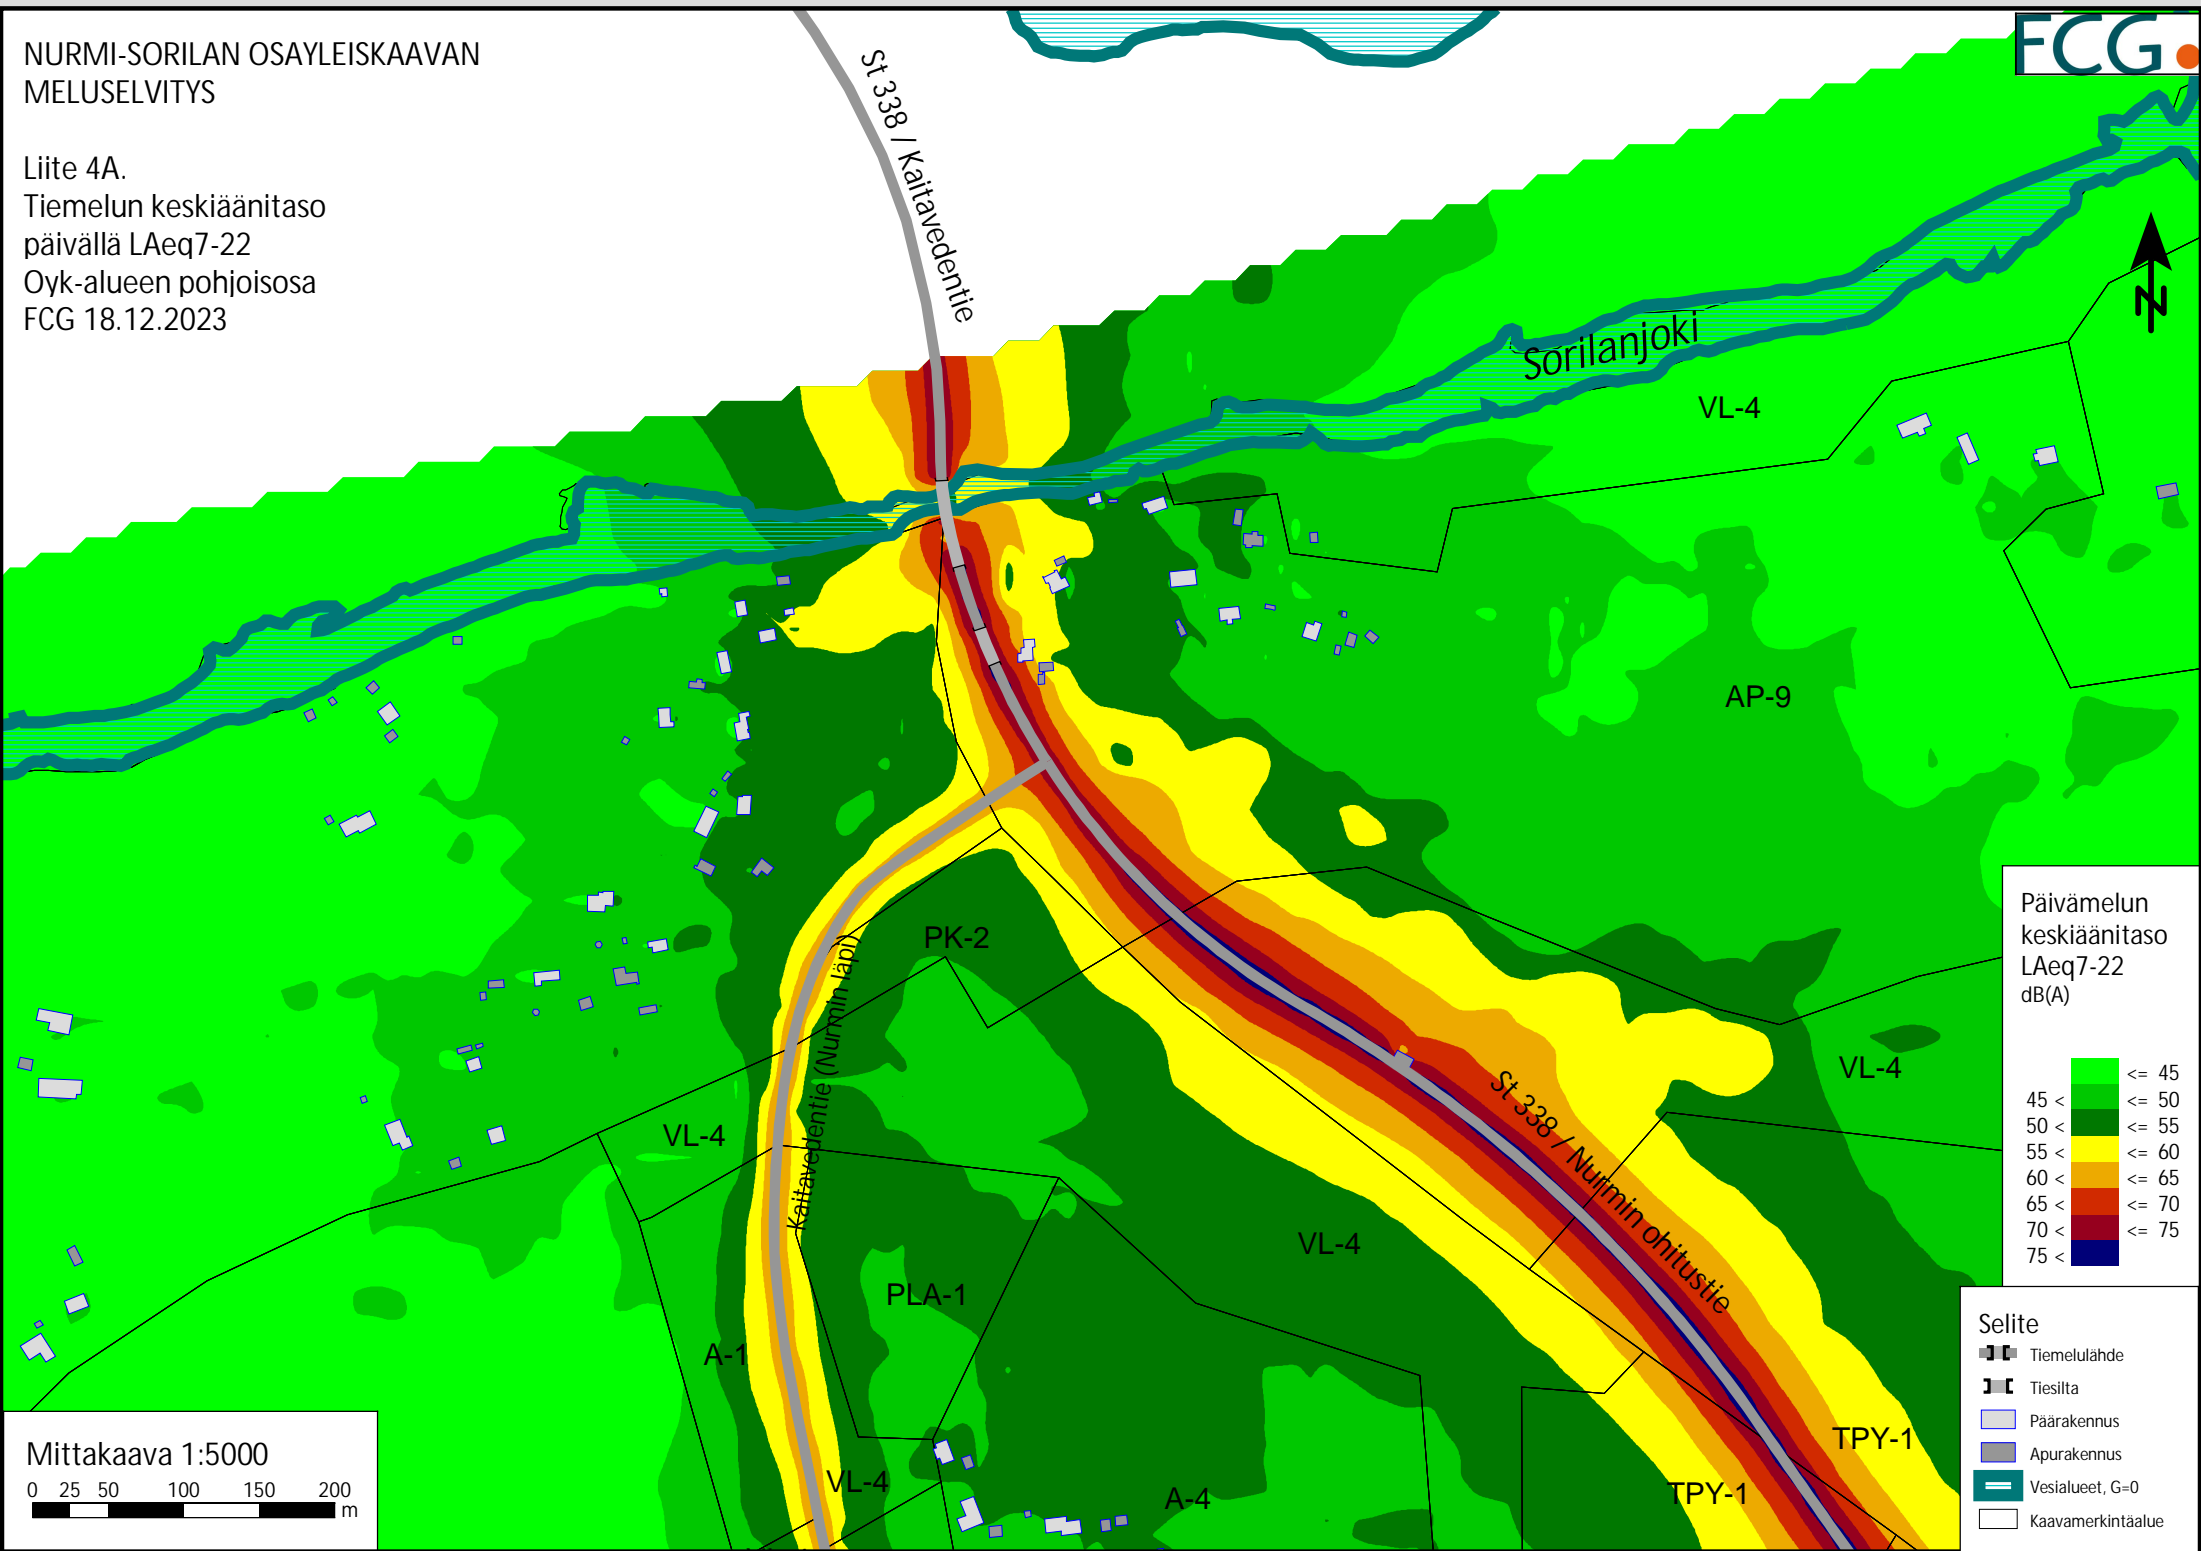 NURMI-SORILAN OSAYLEISKAAVAN
MELUSELVITYS
Liite 4A.
Tiemelun keskiäänitaso
päivällä LAeq7-22
Oyk-alueen pohjoisosa
FCG 18.12.2023
FCG
St 338 / Kaitavedentie
N
Sorilanjoki
VL-4
AP-9
PK-2
Kaitavedentie (Nurmin läpi)
VL-4
VL-4
St 338 / Nurmin ohitustie
VL-4
PLA-1
A-1
VL-4
A-4
TPY-1
TPY-1
Päivämelun
keskiäänitaso
LAeq7-22
dB(A)
<= 45
45 < <= 50
50 < <= 55
55 < <= 60
60 < <= 65
65 < <= 70
70 < <= 75
75 <
Selite
Tiemelulähde
Tiesilta
Päärakennus
Apurakennus
Vesialueet, G=0
Kaavamerkintäalue
Mittakaava 1:5000
0 25 50 100 150 200
m